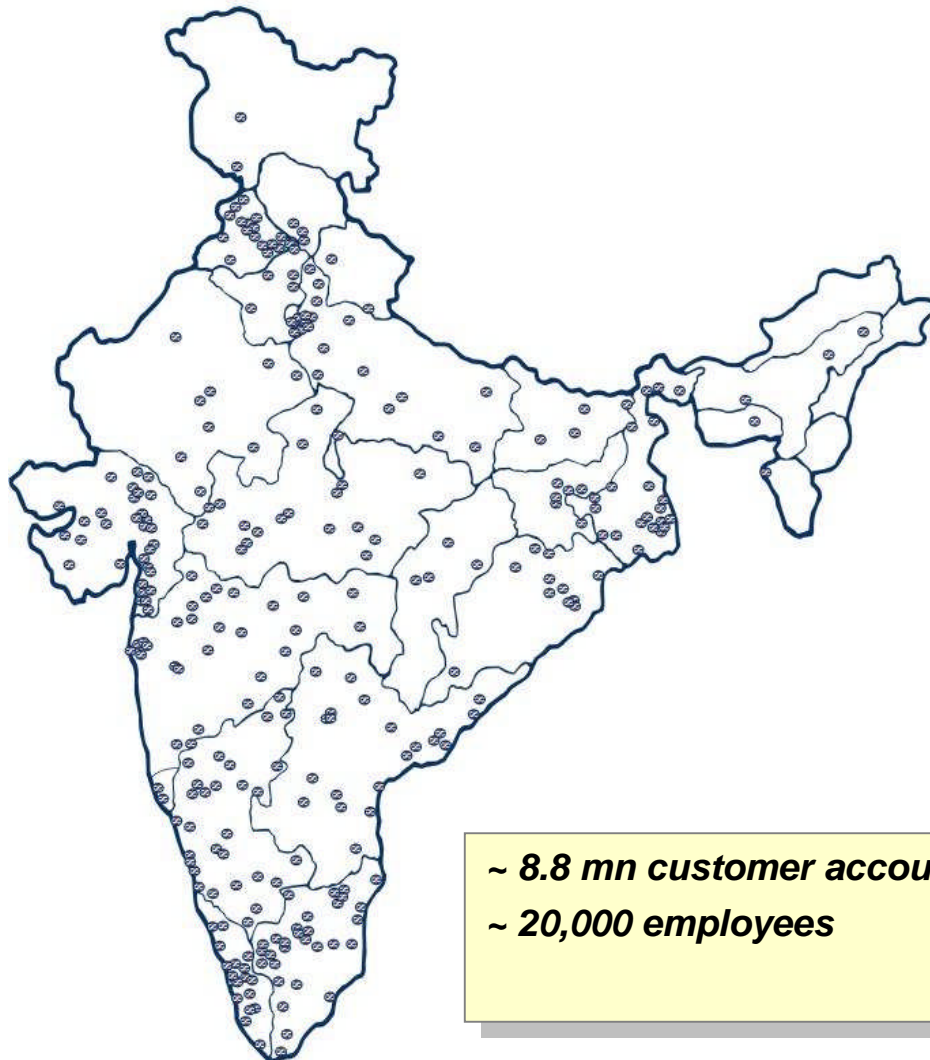 ~ 8.8 mn customer accou
~ 20,000 employees